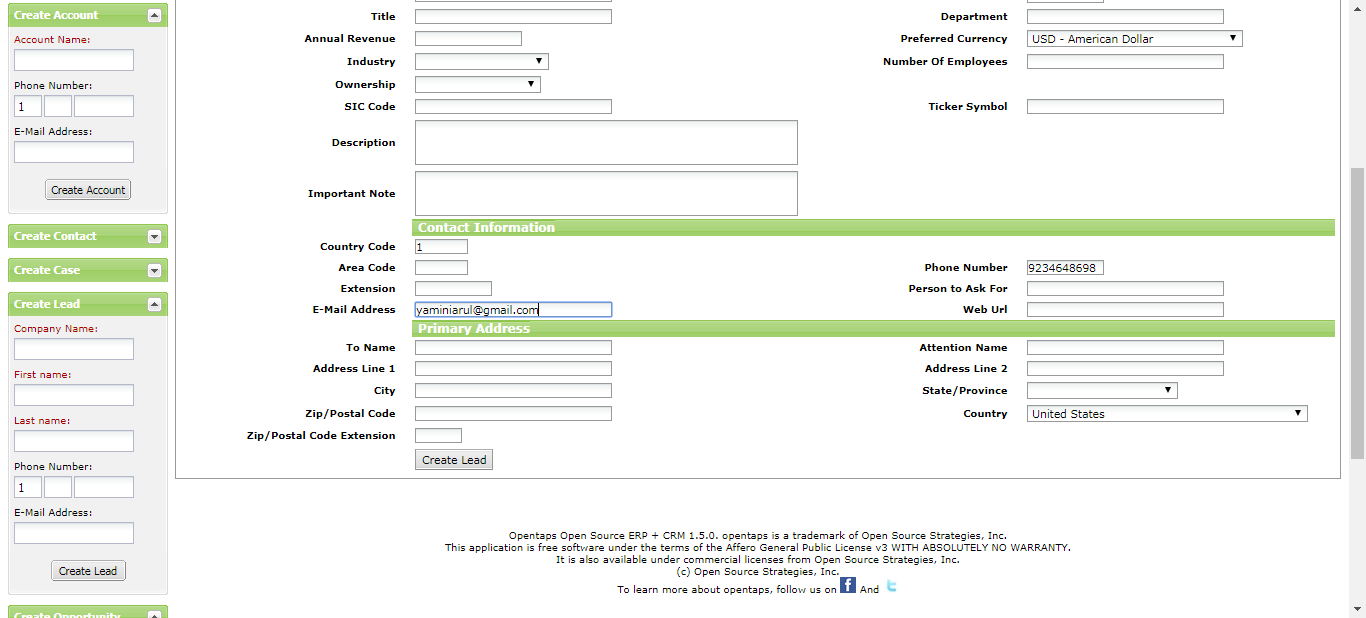 Create Account
Account Name:
Phone Number:
1
E-Mail Address:
Create Account
Create Contact
Create Case
Create Lead
Company Name:
First name:
Last name:
Phone Number:
1
E-Mail Address:
Create Lead
Create Opportunity
Title
Department
Annual Revenue
Preferred Currency USD - American Dollar
Industry
Number Of Employees
Ownership
SIC Code
Ticker Symbol
Description
Important Note
Contact Information
Country Code 1
Area Code
Phone Number 9234648698
Extension
Person to Ask For
E-Mail Address yaminiarul@gmail.com
Web Url
Primary Address
To Name
Attention Name
Address Line 1
Address Line 2
City
State/Province
Zip/Postal Code
Country United States
Zip/Postal Code Extension
Create Lead
Opentaps Open Source ERP + CRM 1.5.0. opentaps is a trademark of Open Source Strategies, Inc.
This application is free software under the terms of the Affero General Public License v3 WITH ABSOLUTELY NO WARRANTY.
It is also available under commercial licenses from Open Source Strategies, Inc.
(c) Open Source Strategies, Inc.
To learn more about opentaps, follow us on f And t